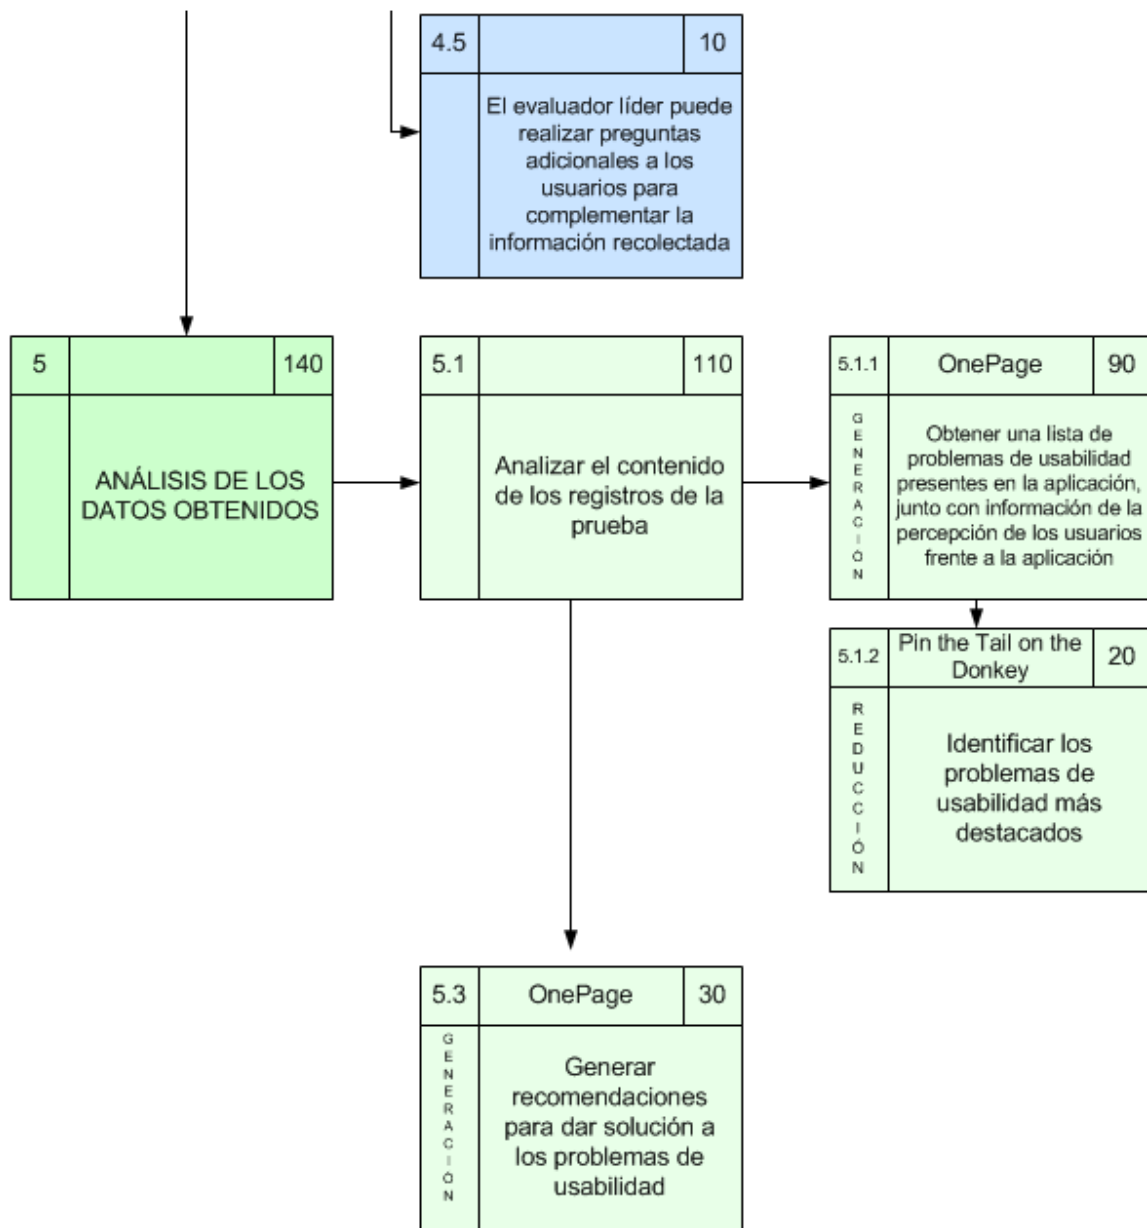 4.5
10
El evaluador líder puede
realizar preguntas
adicionales a los
usuarios para
complementar la
información recolectada
5
140
ANÁLISIS DE LOS
DATOS OBTENIDOS
5.1
110
Analizar el contenido
de los registros de la
prueba
5.1.1
OnePage
90
GENERACIÓN
Obtener una lista de
problemas de usabilidad
presentes en la aplicación,
junto con información de la
percepción de los usuarios
frente a la aplicación
5.1.2
Pin the Tail on the
Donkey
20
REDUCCIÓN
Identificar los
problemas de
usabilidad más
destacados
5.3
OnePage
30
GENERACIÓN
Generar
recomendaciones
para dar solución a
los problemas de
usabilidad